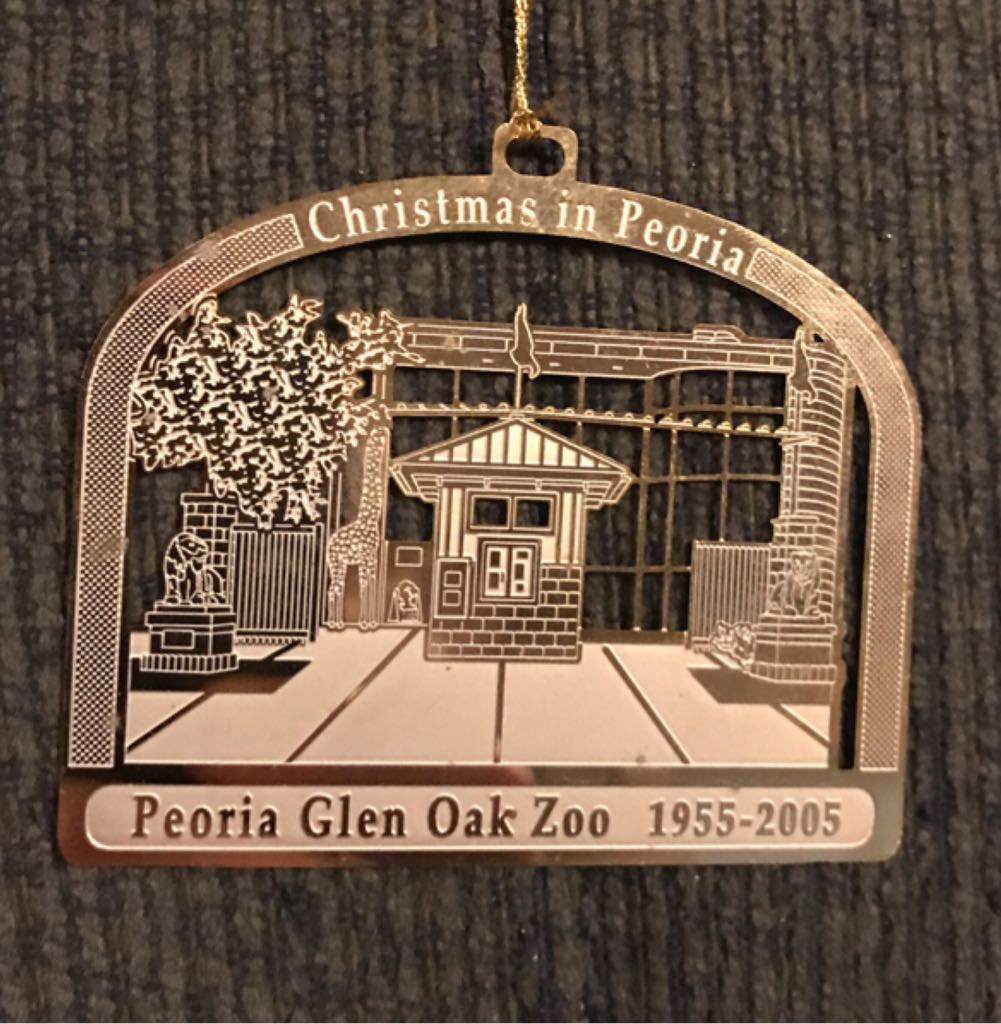 Christmas in Peoria
Peoria Glen Oak Zoo 1955-2005